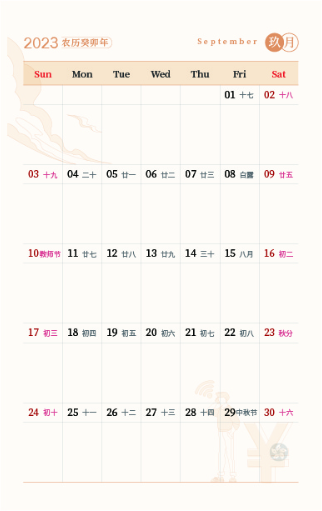 2023 农历癸卯年
September 玖月
Sun Mon Tue Wed Thu Fri Sat
01 十七 02 十八
03 十九 04 二十 05 廿一 06 廿二 07 廿三 08 白露 09 廿五
10 教师节 11 廿七 12 廿八 13 廿九 14 三十 15 八月 16 初二
17 初三 18 初四 19 初五 20 初六 21 初七 22 初八 23 秋分
24 初十 25 十一 26 十二 27 十三 28 十四 29 中秋节 30 十六
¥